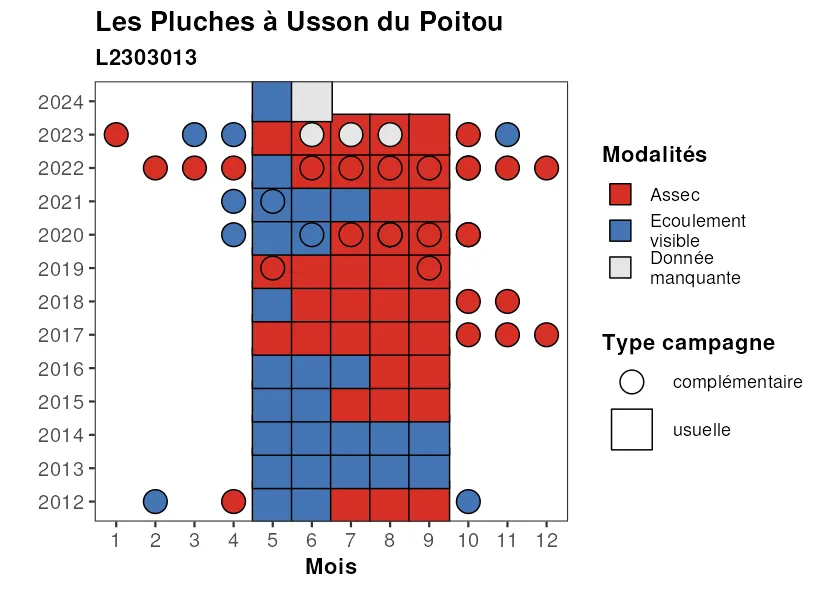 Les Pluches à Usson du Poitou
L2303013
2024
2023
2022
2021
2020
2019
2018
2017
2016
2015
2014
2013
2012
1 2 3 4 5 6 7 8 9 10 11 12
Mois
Modalités
Assec
Ecoulement
visible
Donnée
manquante
Type campagne
complémentaire
usuelle